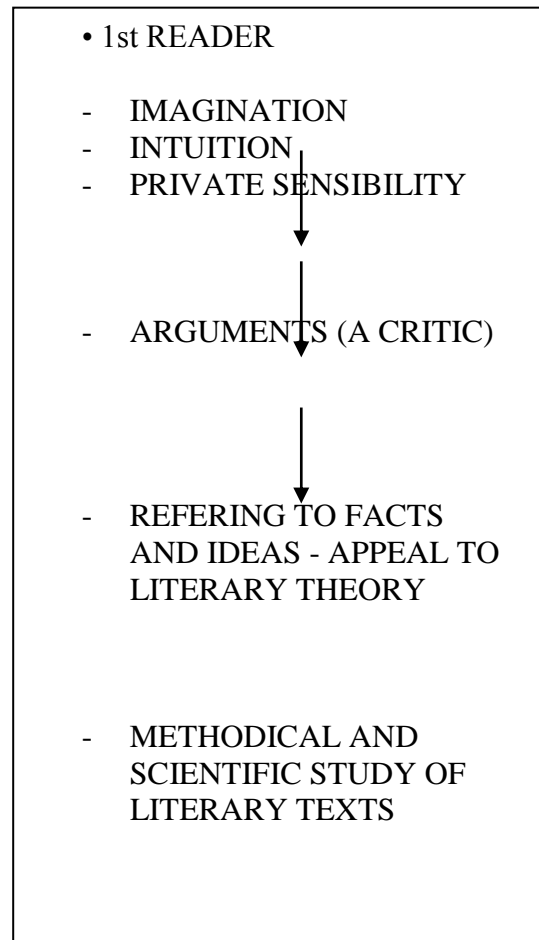 • 1st READER
- IMAGINATION
- INTUITION
- PRIVATE SENSIBILITY
- ARGUMENTS (A CRITIC)
- REFERING TO FACTS
AND IDEAS - APPEAL TO
LITERARY THEORY
- METHODICAL AND
SCIENTIFIC STUDY OF
LITERARY TEXTS